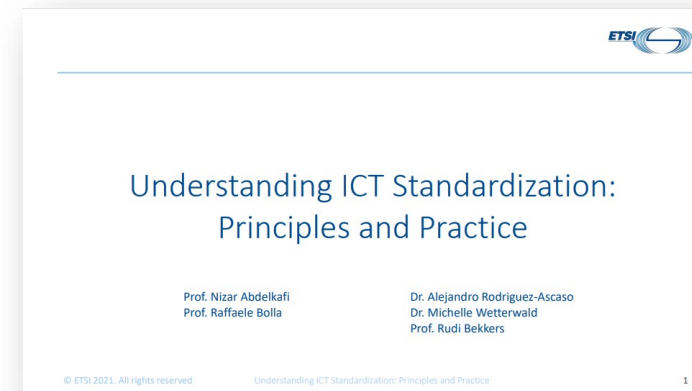 ETSI
Understanding ICT Standardization:
Principles and Practice
Prof. Nizar Abdelkafi
Prof. Raffaele Bolla
Dr. Alejandro Rodriguez-Ascaso
Dr. Michelle Wetterwald
Prof. Rudi Bekkers
© ETSI 2021. All rights reserved
Understanding ICT Standardization: Principles and Practice
1